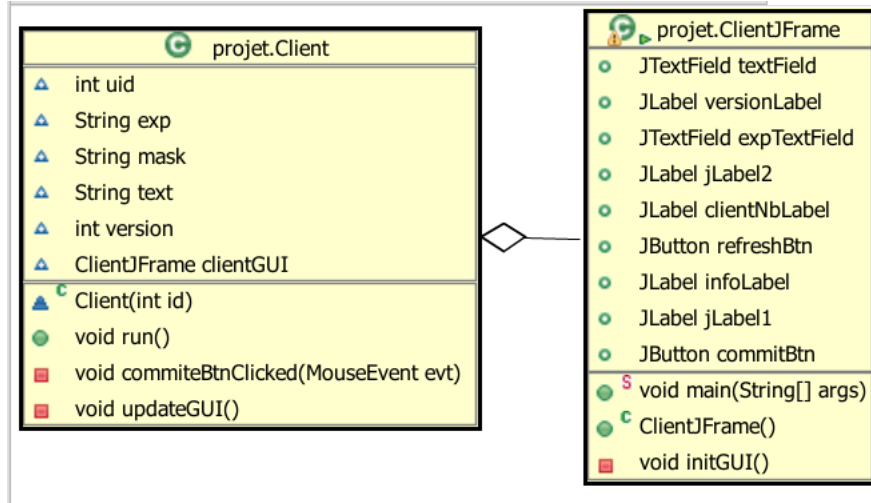 C projet.Client
int uid
String exp
String mask
String text
int version
ClientJFrame clientGUI
C Client(int id)
void run()
void commiteBtnClicked(MouseEvent evt)
void updateGUI()
C projet.ClientJFrame
JTextField textField
JLabel versionLabel
JTextField expTextField
JLabel jLabel2
JLabel clientNbLabel
JButton refreshBtn
JLabel infoLabel
JLabel jLabel1
JButton commitBtn
S void main(String[] args)
C ClientJFrame()
void initGUI()